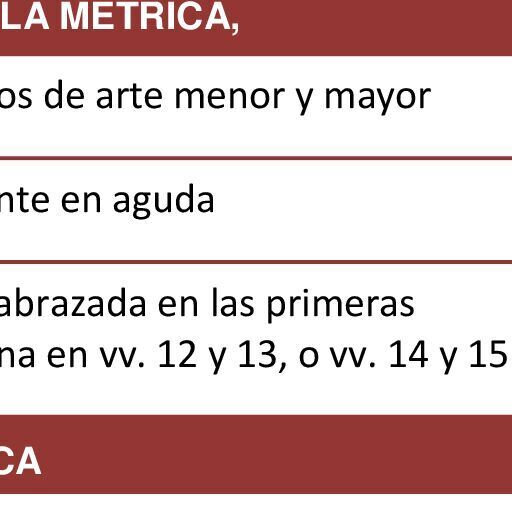 LA METRICA,
os de arte menor y mayor
nte en aguda
abrazada en las primeras
na en vv. 12 y 13, o vv. 14 y 15
CA